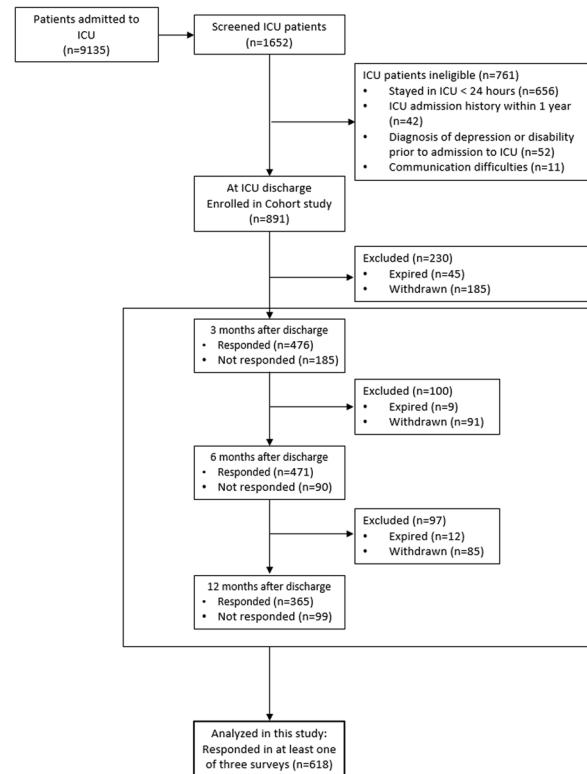 Patients admitted to
ICU
(n=9135)
Screened ICU patients
(n=1652)
ICU patients ineligible (n=761)
• Stayed in ICU < 24 hours (n=656)
• ICU admission history within 1 year
(n=42)
• Diagnosis of depression or disability
prior to admission to ICU (n=52)
• Communication difficulties (n=11)
At ICU discharge
Enrolled in Cohort study
(n=891)
Excluded (n=230)
• Expired (n=45)
• Withdrawn (n=185)
3 months after discharge
• Responded (n=476)
• Not responded (n=185)
Excluded (n=100)
• Expired (n=9)
• Withdrawn (n=91)
6 months after discharge
• Responded (n=471)
• Not responded (n=90)
Excluded (n=97)
• Expired (n=12)
• Withdrawn (n=85)
12 months after discharge
• Responded (n=365)
• Not responded (n=99)
Analyzed in this study:
Responded in at least one
of three surveys (n=618)